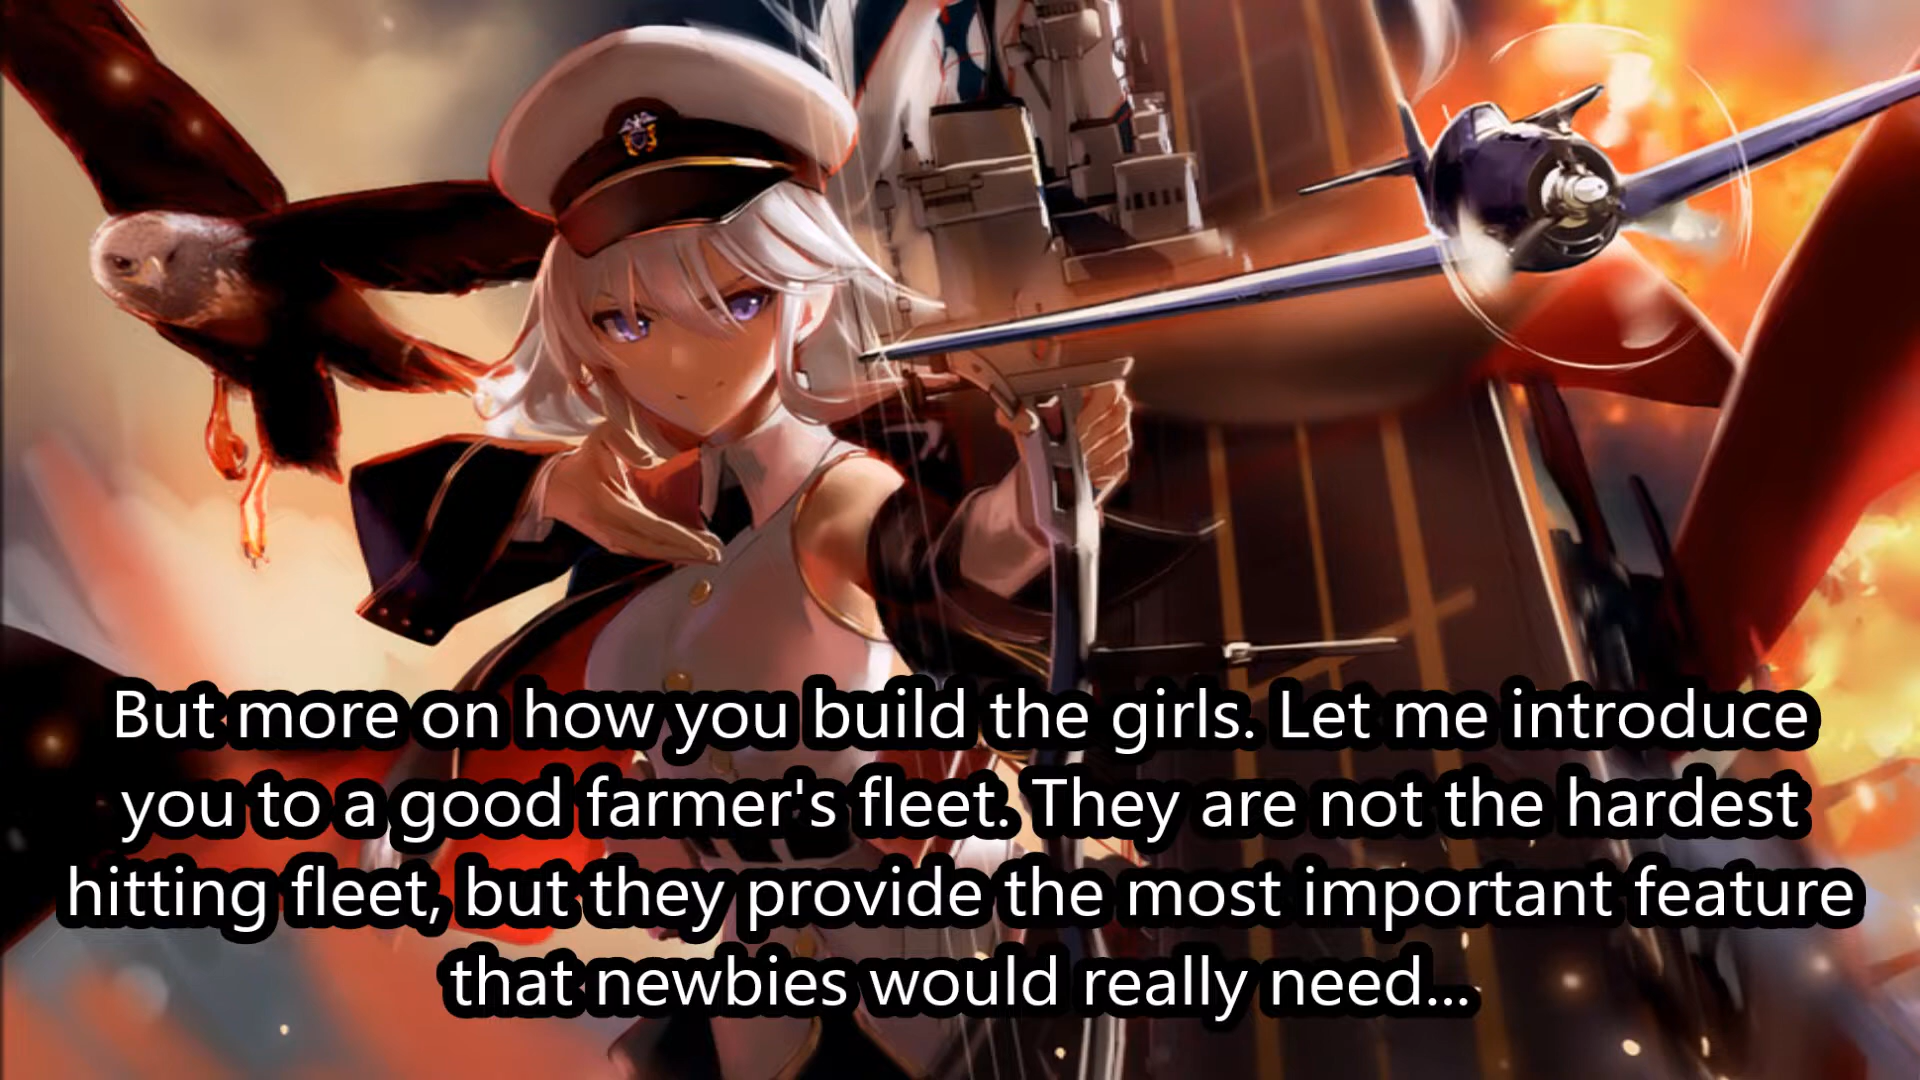 But more on how you build the girls. Let me introduce
you to a good farmer's fleet. They are not the hardest
hitting fleet, but they provide the most important feature
that newbies would really need...